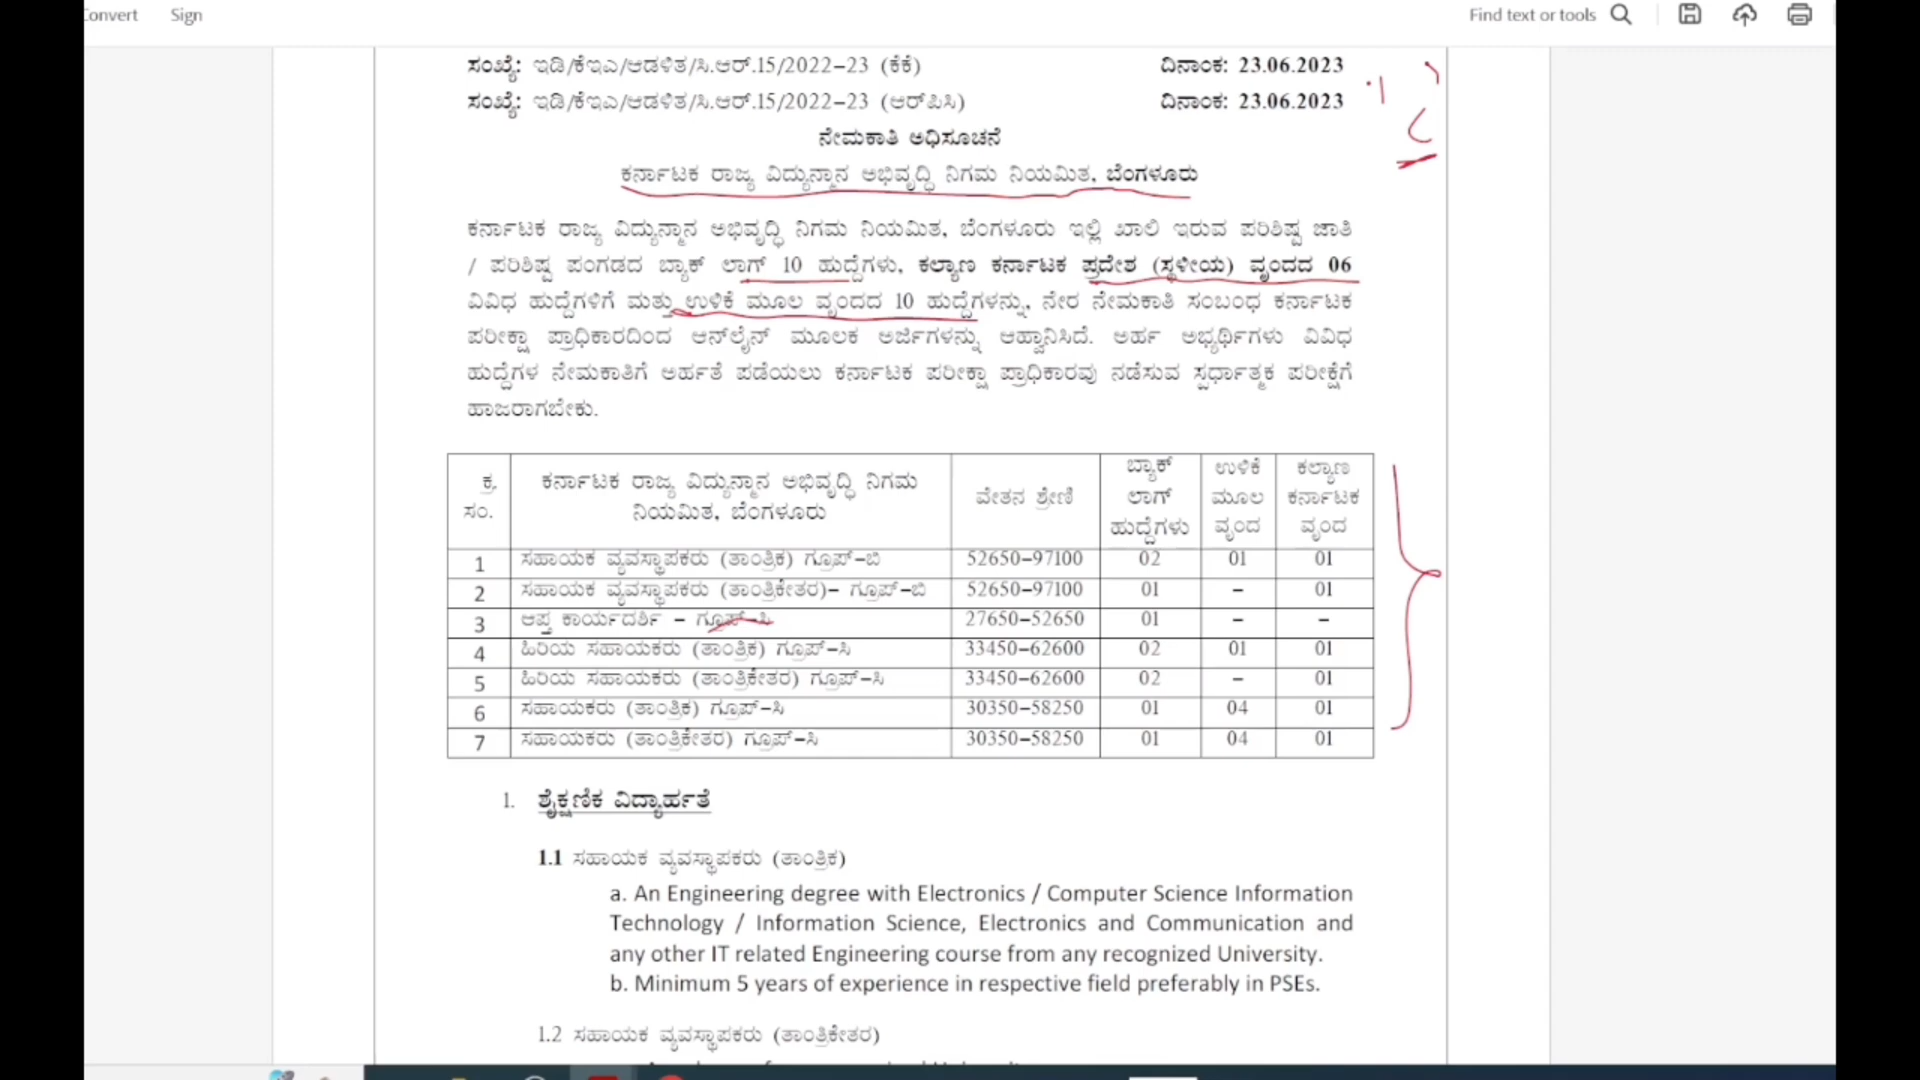 Convert Sign Find text or tools
ಸಂಖ್ಯೆ: ಇಡಿ/ಕೆಇಎ/ಆಡಳಿತ/ಸಿ.ಆರ್.15/2022-23 (ಕೆಕೆ) ದಿನಾಂಕ: 23.06.2023
ಸಂಖ್ಯೆ: ಇಡಿ/ಕೆಇಎ/ಆಡಳಿತ/ಸಿ.ಆರ್.15/2022-23 (ಆರ್‌ಪಿಸಿ) ದಿನಾಂಕ: 23.06.2023
ನೇಮಕಾತಿ ಅಧಿಸೂಚನೆ
ಕರ್ನಾಟಕ ರಾಜ್ಯ ವಿದ್ಯುನ್ಮಾನ ಅಭಿವೃದ್ಧಿ ನಿಗಮ ನಿಯಮಿತ, ಬೆಂಗಳೂರು
ಕರ್ನಾಟಕ ರಾಜ್ಯ ವಿದ್ಯುನ್ಮಾನ ಅಭಿವೃದ್ಧಿ ನಿಗಮ ನಿಯಮಿತ, ಬೆಂಗಳೂರು ಇಲ್ಲಿ ಖಾಲಿ ಇರುವ ಪರಿಶಿಷ್ಟ ಜಾತಿ
/ ಪರಿಶಿಷ್ಟ ಪಂಗಡದ ಬ್ಯಾಕ್ ಲಾಗ್ 10 ಹುದ್ದೆಗಳು, ಕಲ್ಯಾಣ ಕರ್ನಾಟಕ ಪ್ರದೇಶ (ಸ್ಥಳೀಯ) ವೃಂದದ 06
ವಿವಿಧ ಹುದ್ದೆಗಳಿಗೆ ಮತ್ತು ಉಳಿಕೆ ಮೂಲ ವೃಂದದ 10 ಹುದ್ದೆಗಳನ್ನು, ನೇರ ನೇಮಕಾತಿ ಸಂಬಂಧ ಕರ್ನಾಟಕ
ಪರೀಕ್ಷಾ ಪ್ರಾಧಿಕಾರದಿಂದ ಆನ್‌ಲೈನ್ ಮೂಲಕ ಅರ್ಜಿಗಳನ್ನು ಆಹ್ವಾನಿಸಿದೆ. ಅರ್ಹ ಅಭ್ಯರ್ಥಿಗಳು ವಿವಿಧ
ಹುದ್ದೆಗಳ ನೇಮಕಾತಿಗೆ ಅರ್ಹತೆ ಪಡೆಯಲು ಕರ್ನಾಟಕ ಪರೀಕ್ಷಾ ಪ್ರಾಧಿಕಾರವು ನಡೆಸುವ ಸ್ಪರ್ಧಾತ್ಮಕ ಪರೀಕ್ಷೆಗೆ
ಹಾಜರಾಗಬೇಕು.
ಕ್ರ. ಸಂ. ಕರ್ನಾಟಕ ರಾಜ್ಯ ವಿದ್ಯುನ್ಮಾನ ಅಭಿವೃದ್ಧಿ ನಿಗಮ ನಿಯಮಿತ, ಬೆಂಗಳೂರು ವೇತನ ಶ್ರೇಣಿ ಬ್ಯಾಕ್ ಲಾಗ್ ಹುದ್ದೆಗಳು ಉಳಿಕೆ ಮೂಲ ವೃಂದ ಕಲ್ಯಾಣ ಕರ್ನಾಟಕ ವೃಂದ
1 ಸಹಾಯಕ ವ್ಯವಸ್ಥಾಪಕರು (ತಾಂತ್ರಿಕ) ಗ್ರೂಪ್-ಬಿ 52650-97100 02 01 01
2 ಸಹಾಯಕ ವ್ಯವಸ್ಥಾಪಕರು (ತಾಂತ್ರಿಕೇತರ)- ಗ್ರೂಪ್-ಬಿ 52650-97100 01 - 01
3 ಆಪ್ತ ಕಾರ್ಯದರ್ಶಿ - ಗ್ರೂಪ್-ಸಿ 27650-52650 01 - -
4 ಹಿರಿಯ ಸಹಾಯಕರು (ತಾಂತ್ರಿಕ) ಗ್ರೂಪ್-ಸಿ 33450-62600 02 01 01
5 ಹಿರಿಯ ಸಹಾಯಕರು (ತಾಂತ್ರಿಕೇತರ) ಗ್ರೂಪ್-ಸಿ 33450-62600 02 - 01
6 ಸಹಾಯಕರು (ತಾಂತ್ರಿಕ) ಗ್ರೂಪ್-ಸಿ 30350-58250 01 04 01
7 ಸಹಾಯಕರು (ತಾಂತ್ರಿಕೇತರ) ಗ್ರೂಪ್-ಸಿ 30350-58250 01 04 01
1. ಶೈಕ್ಷಣಿಕ ವಿದ್ಯಾರ್ಹತೆ
1.1 ಸಹಾಯಕ ವ್ಯವಸ್ಥಾಪಕರು (ತಾಂತ್ರಿಕ)
a. An Engineering degree with Electronics / Computer Science Information
Technology / Information Science, Electronics and Communication and
any other IT related Engineering course from any recognized University.
b. Minimum 5 years of experience in respective field preferably in PSEs.
1.2 ಸಹಾಯಕ ವ್ಯವಸ್ಥಾಪಕರು (ತಾಂತ್ರಿಕೇತರ)